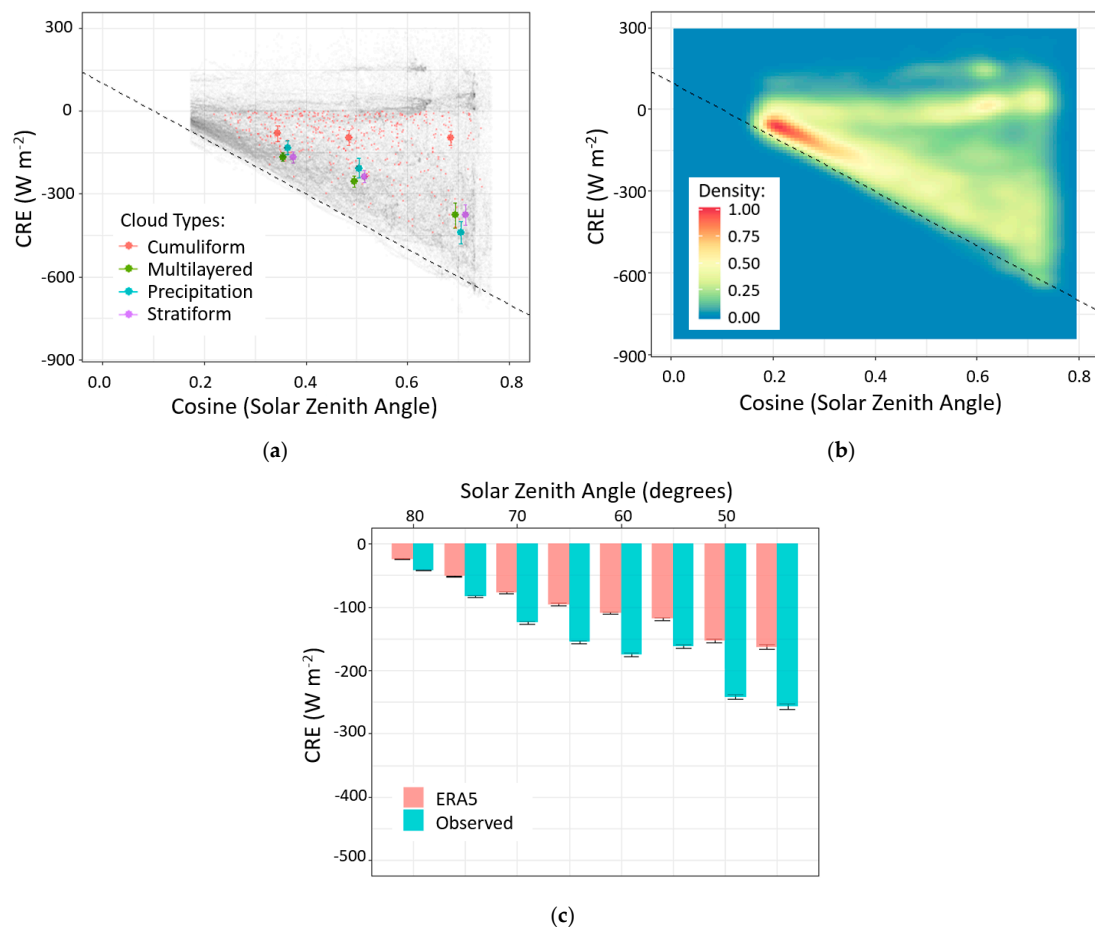 300
0
-300
-600
-900
CRE (W m-2)
Cloud Types:
Cumuliform
Multilayered
Precipitation
Stratiform
0.0 0.2 0.4 0.6 0.8
Cosine (Solar Zenith Angle)
(a)
300
0
-300
-600
-900
CRE (W m-2)
Density:
1.00
0.75
0.50
0.25
0.00
0.0 0.2 0.4 0.6 0.8
Cosine (Solar Zenith Angle)
(b)
Solar Zenith Angle (degrees)
80 70 60 50
0
-100
-200
-300
-400
-500
CRE (W m-2)
ERA5
Observed
(c)